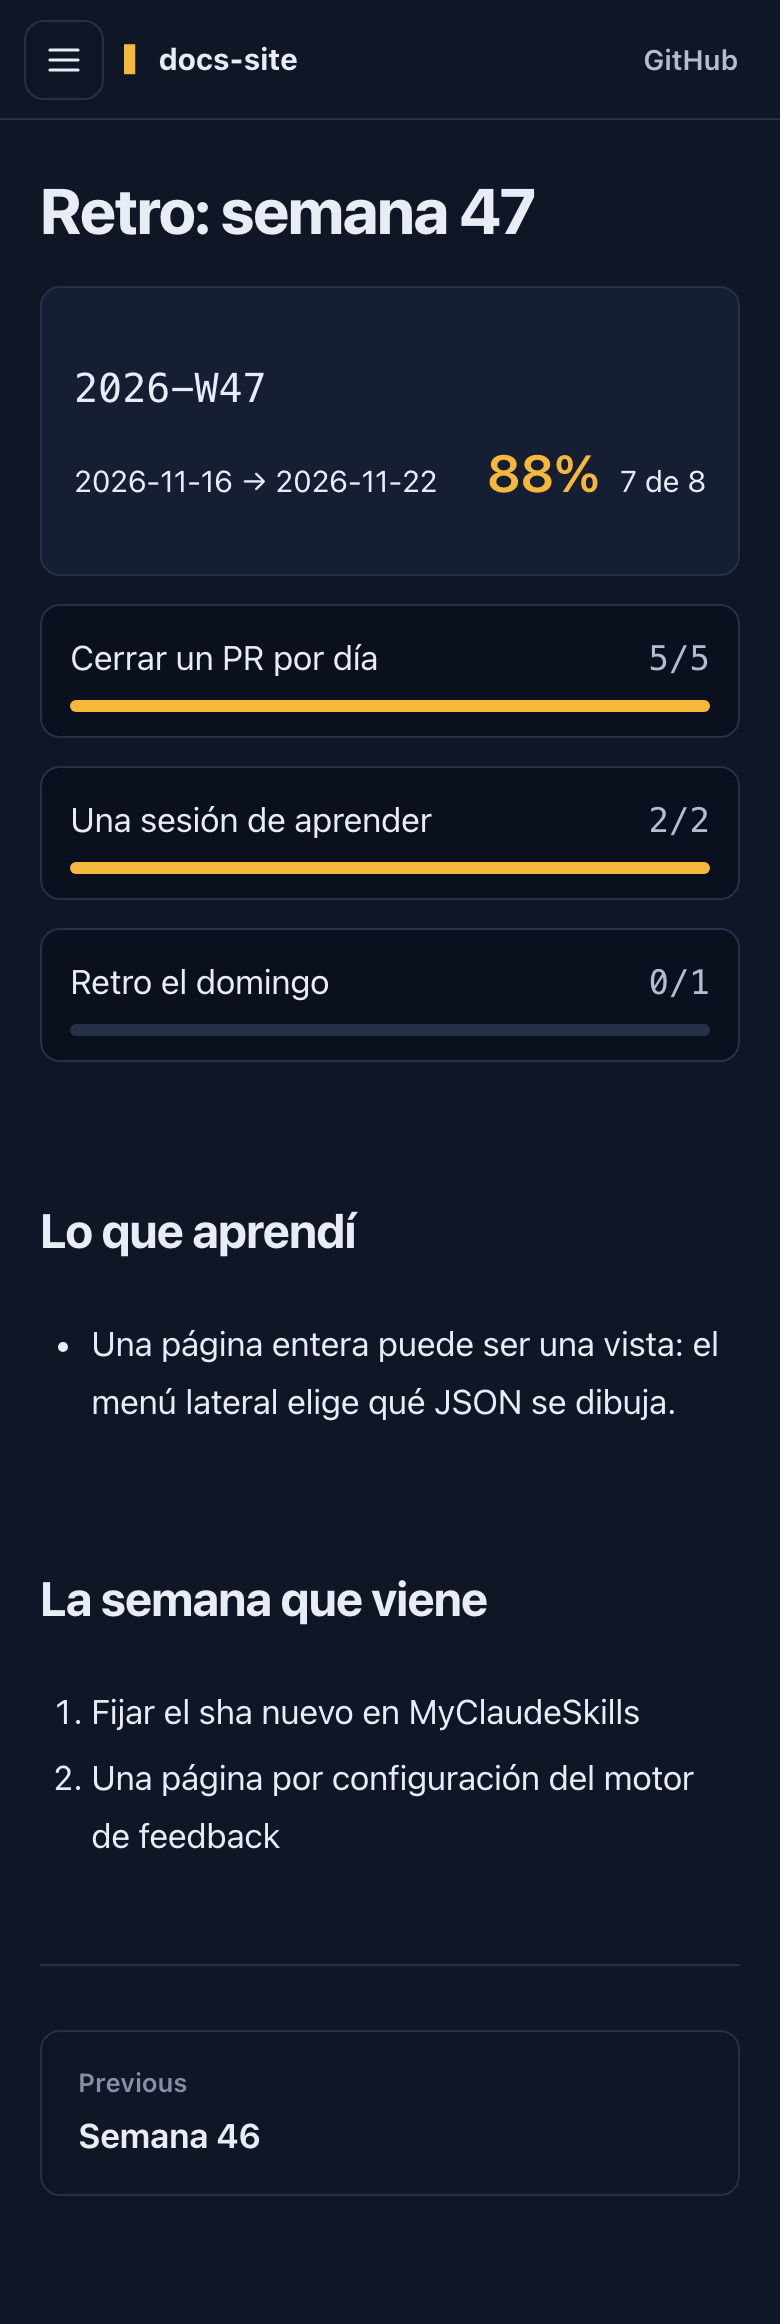 docs-site
GitHub
Retro: semana 47
2026-W47
2026-11-16 → 2026-11-22 88% 7 de 8
Cerrar un PR por día 5/5
Una sesión de aprender 2/2
Retro el domingo 0/1
Lo que aprendí
• Una página entera puede ser una vista: el
menú lateral elige qué JSON se dibuja.
La semana que viene
1. Fijar el sha nuevo en MyClaudeSkills
2. Una página por configuración del motor
de feedback
Previous
Semana 46